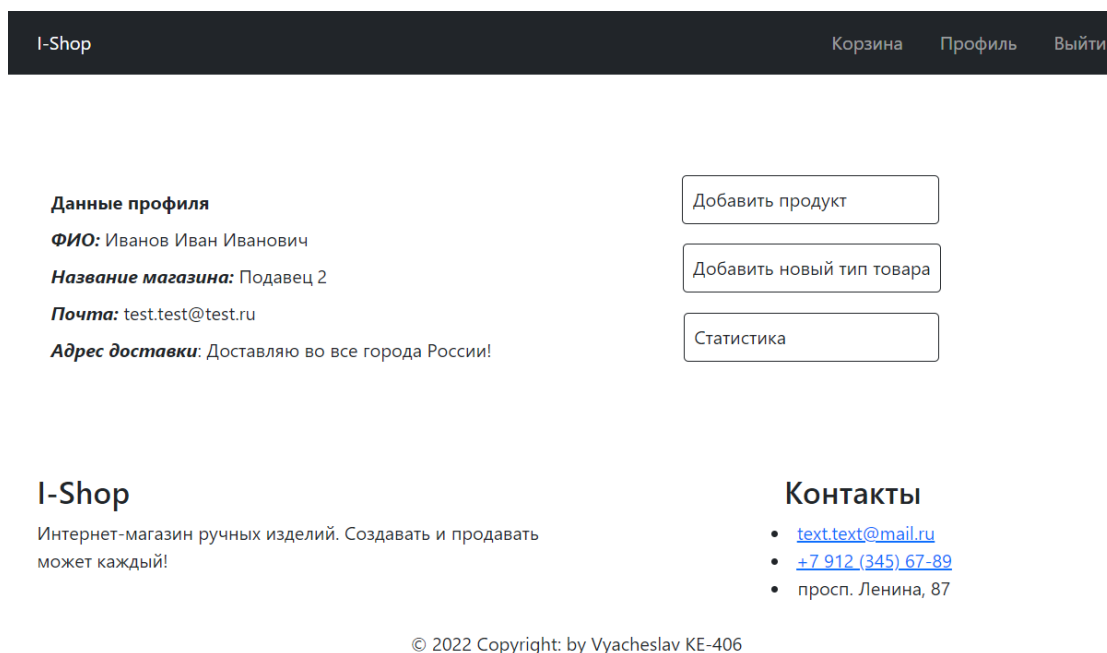 I-Shop Корзина Профиль Выйти
Данные профиля
ФИО: Иванов Иван Иванович
Название магазина: Подавец 2
Почта: test.test@test.ru
Адрес доставки: Доставляю во все города России!
Добавить продукт
Добавить новый тип товара
Статистика
I-Shop
Интернет-магазин ручных изделий. Создавать и продавать
может каждый!
Контакты
text.text@mail.ru
+7 912 (345) 67-89
просп. Ленина, 87
© 2022 Copyright: by Vyacheslav KE-406